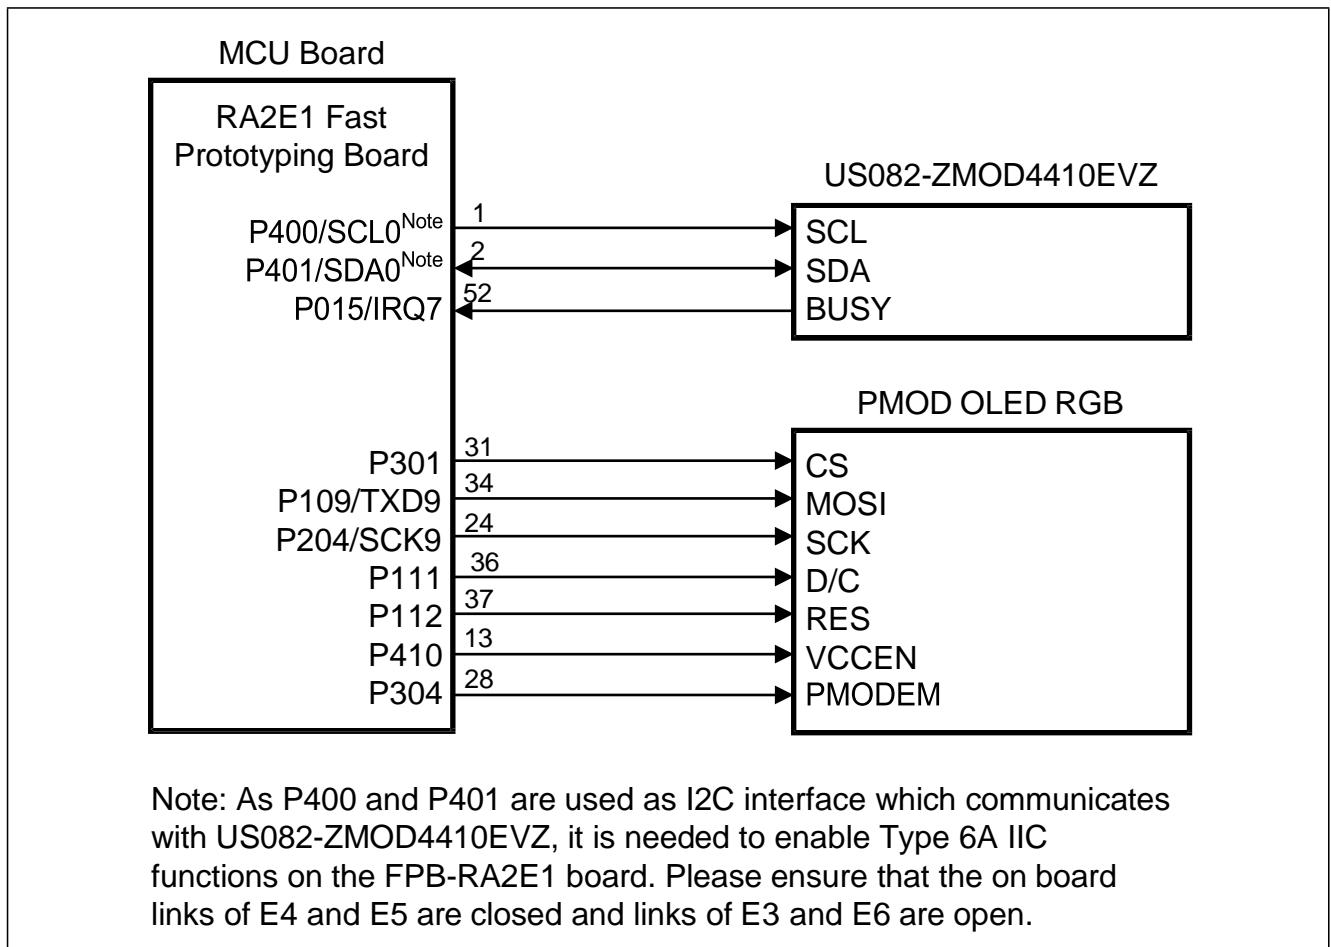 MCU Board
RA2E1 Fast
Prototyping Board
US082-ZMOD4410EVZ
P400/SCL0Note 1 SCL
P401/SDA0Note 2 SDA
P015/IRQ7 52 BUSY
PMOD OLED RGB
P301 31 CS
P109/TXD9 34 MOSI
P204/SCK9 24 SCK
P111 36 D/C
P112 37 RES
P410 13 VCCEN
P304 28 PMODEM
Note: As P400 and P401 are used as I2C interface which communicates
with US082-ZMOD4410EVZ, it is needed to enable Type 6A IIC
functions on the FPB-RA2E1 board. Please ensure that the on board
links of E4 and E5 are closed and links of E3 and E6 are open.